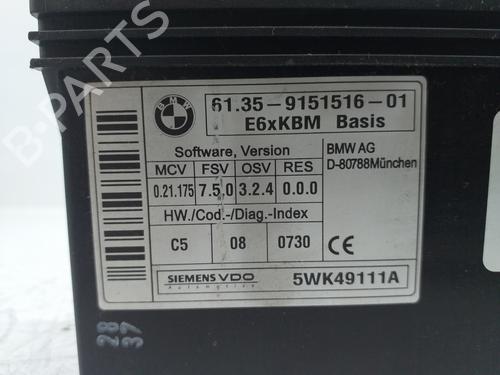 BMW
61.35-9151516-01
E6xKBM Basis
Software, Version
MCV FSV OSV RES
0.21.175 7.5.0 3.2.4 0.0.0
HW./Cod.-/Diag.-Index
C5 08 0730
BMW AG
D-80788München
CE
SIEMENS VDO
Automotive
5WK49111A
28
37
B-PARTS